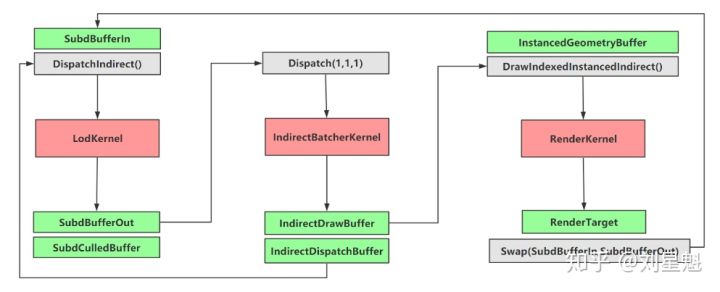 SubdBufferIn
DispatchIndirect()
LodKernel
SubdBufferOut
SubdCulledBuffer
Dispatch(1,1,1)
IndirectBatcherKernel
IndirectDrawBuffer
IndirectDispatchBuffer
InstancedGeometryBuffer
DrawIndexedInstancedIndirect()
RenderKernel
RenderTarget
Swap(SubdBufferIn,SubdBufferOut)
知乎 @刘星魁